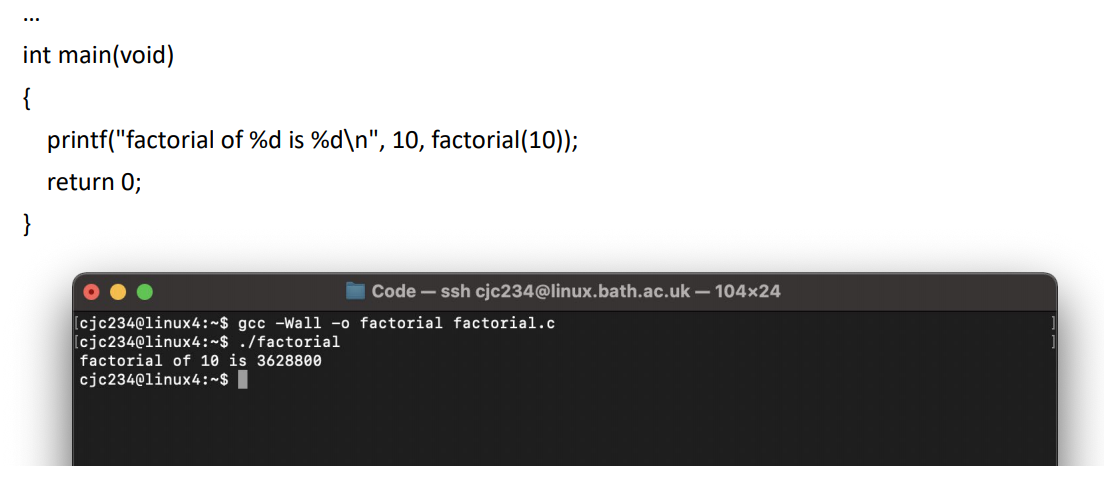 ...
int main(void)
{
printf("factorial of %d is %d\n", 10, factorial(10));
return 0;
}
Code — ssh cjc234@linux.bath.ac.uk — 104×24
[cjc234@linux4:~$ gcc -Wall -o factorial factorial.c ]
[cjc234@linux4:~$ ./factorial ]
factorial of 10 is 3628800
cjc234@linux4:~$